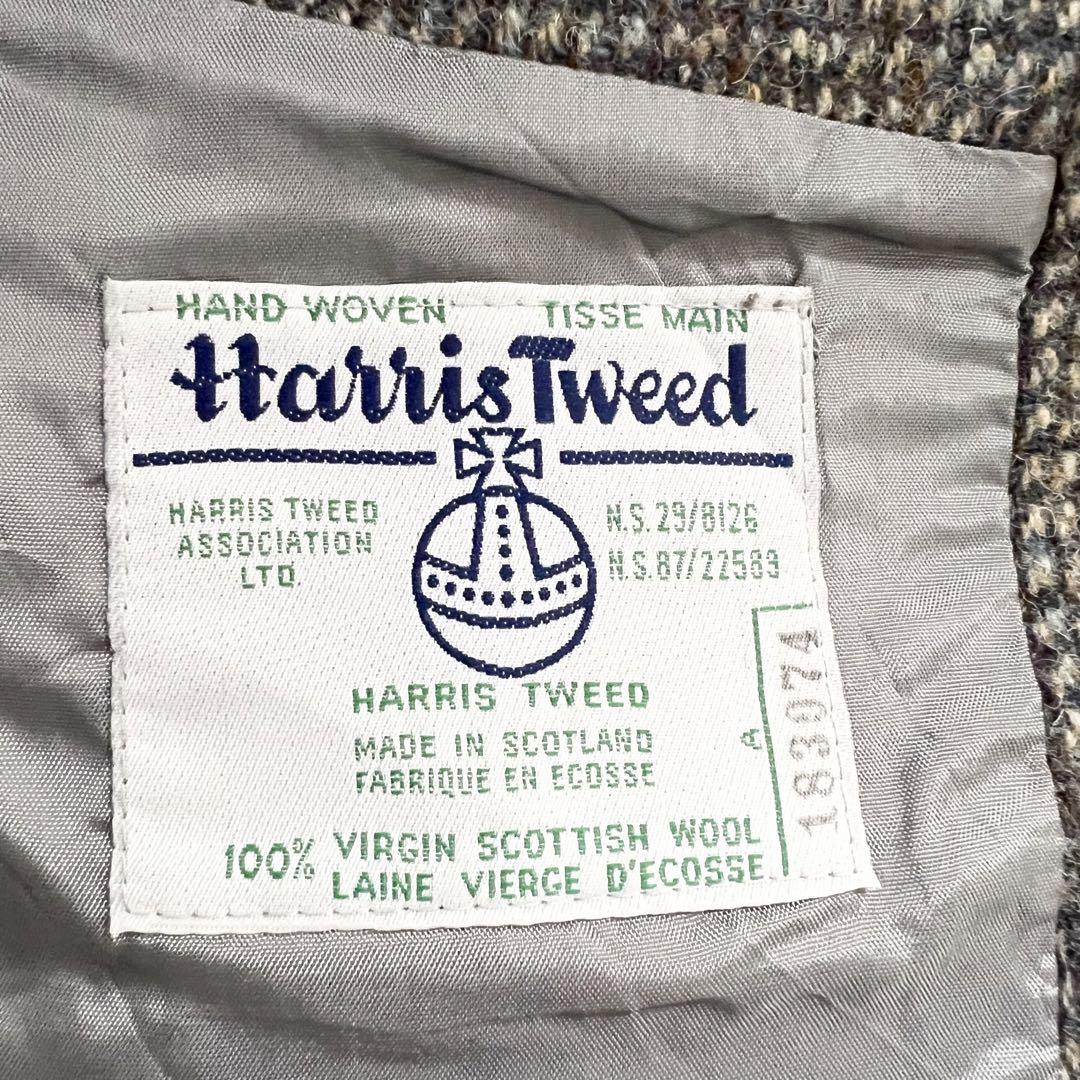 HAND WOVEN TISSE MAIN
Harris Tweed
HARRIS TWEED
ASSOCIATION
LTD.
N.S. 29/8126
N.S. 87/22583
HARRIS TWEED
MADE IN SCOTLAND
FABRIQUE EN ECOSSE
100% VIRGIN SCOTTISH WOOL
LAINE VIERGE D'ECOSSE
A 183074